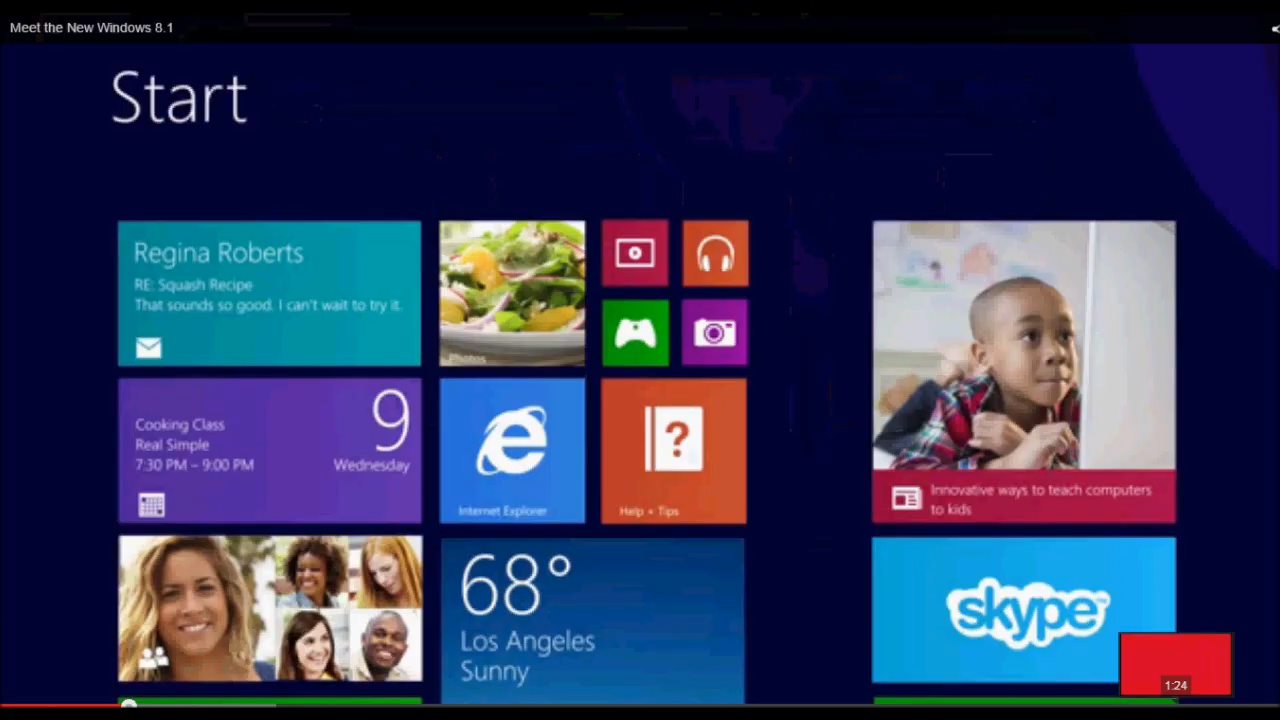 Meet the New Windows 8.1
Start
Regina Roberts
RE: Squash Recipe
That sounds so good. I can't wait to try it.
Photos
Cooking Class
Real Simple
7:30 PM – 9:00 PM
9
Wednesday
Internet Explorer
Help + Tips
Innovative ways to teach computers
to kids
68°
Los Angeles
Sunny
skype™
1:24